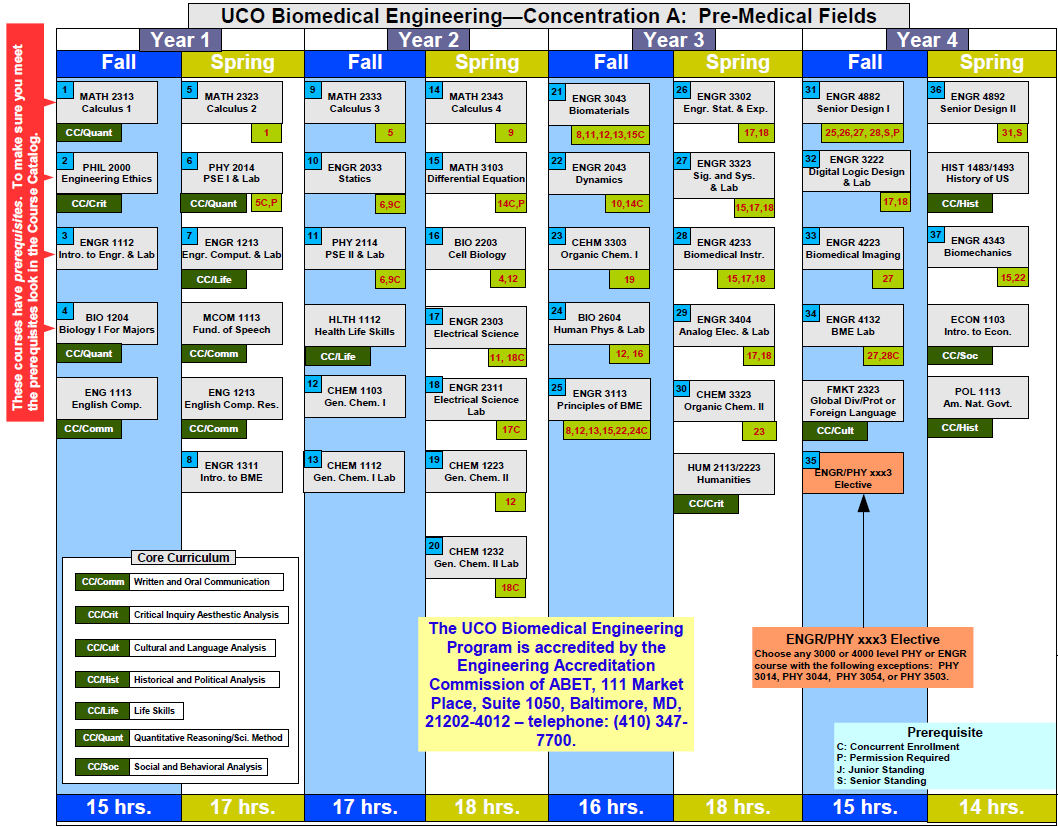 UCO Biomedical Engineering—Concentration A:  Pre-Medical Fields
These courses have prerequisites.  To make sure you meet
the prerequisites look in the Course Catalog.
Year 1
Year 2
Year 3
Year 4
Fall
Spring
Fall
Spring
Fall
Spring
Fall
Spring
1
MATH 2313
Calculus 1
CC/Quant
2
PHIL 2000
Engineering Ethics
CC/Crit
3
ENGR 1112
Intro. to Engr. & Lab
4
BIO 1204
Biology I For Majors
CC/Quant
ENG 1113
English Comp.
CC/Comm
5
MATH 2323
Calculus 2
1
6
PHY 2014
PSE I & Lab
CC/Quant
5C,P
7
ENGR 1213
Engr. Comput. & Lab
CC/Life
MCOM 1113
Fund. of Speech
CC/Comm
ENG 1213
English Comp. Res.
CC/Comm
8
ENGR 1311
Intro. to BME
9
MATH 2333
Calculus 3
5
10
ENGR 2033
Statics
6,9C
11
PHY 2114
PSE II & Lab
6,9C
HLTH 1112
Health Life Skills
CC/Life
12
CHEM 1103
Gen. Chem. I
13
CHEM 1112
Gen. Chem. I Lab
14
MATH 2343
Calculus 4
9
15
MATH 3103
Differential Equation
14C,P
16
BIO 2203
Cell Biology
4,12
17
ENGR 2303
Electrical Science
11, 18C
18
ENGR 2311
Electrical Science
Lab
17C
19
CHEM 1223
Gen. Chem. II
12
20
CHEM 1232
Gen. Chem. II Lab
18C
21
ENGR 3043
Biomaterials
8,11,12,13,15C
22
ENGR 2043
Dynamics
10,14C
23
CEHM 3303
Organic Chem. I
19
24
BIO 2604
Human Phys & Lab
12, 16
25
ENGR 3113
Principles of BME
8,12,13,15,22,24C
26
ENGR 3302
Engr. Stat. & Exp.
17,18
27
ENGR 3323
Sig. and Sys.
& Lab
15,17,18
28
ENGR 4233
Biomedical Instr.
15,17,18
29
ENGR 3404
Analog Elec. & Lab
17,18
30
CHEM 3323
Organic Chem. II
23
HUM 2113/2223
Humanities
CC/Crit
31
ENGR 4882
Senior Design I
25,26,27, 28,S,P
32
ENGR 3222
Digital Logic Design
& Lab
17,18
33
ENGR 4223
Biomedical Imaging
27
34
ENGR 4132
BME Lab
27,28C
FMKT 2323
Global Div/Prot or
Foreign Language
CC/Cult
35
ENGR/PHY xxx3
Elective
36
ENGR 4892
Senior Design II
31,S
HIST 1483/1493
History of US
CC/Hist
37
ENGR 4343
Biomechanics
15,22
ECON 1103
Intro. to Econ.
CC/Soc
POL 1113
Am. Nat. Govt.
CC/Hist
Core Curriculum
CC/Comm Written and Oral Communication
CC/Crit Critical Inquiry Aesthestic Analysis
CC/Cult Cultural and Language Analysis
CC/Hist Historical and Political Analysis
CC/Life Life Skills
CC/Quant Quantitative Reasoning/Sci. Method
CC/Soc Social and Behavioral Analysis
The UCO Biomedical Engineering
Program is accredited by the
Engineering Accreditation
Commission of ABET, 111 Market
Place, Suite 1050, Baltimore, MD,
21202-4012 – telephone: (410) 347-
7700.
ENGR/PHY xxx3 Elective
Choose any 3000 or 4000 level PHY or ENGR
course with the following exceptions:  PHY
3014, PHY 3044,  PHY 3054, or PHY 3503.
Prerequisite
C: Concurrent Enrollment
P: Permission Required
J: Junior Standing
S: Senior Standing
15 hrs.
17 hrs.
17 hrs.
18 hrs.
16 hrs.
18 hrs.
15 hrs.
14 hrs.